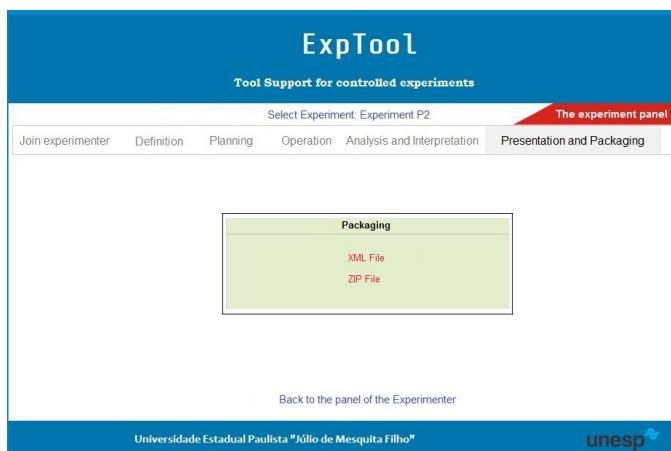 ExpTool
Tool Support for controlled experiments
Select Experiment: Experiment P2
The experiment panel
Join experimenter Definition Planning Operation Analysis and Interpretation Presentation and Packaging
Packaging
XML File
ZIP File
Back to the panel of the Experimenter
Universidade Estadual Paulista "Júlio de Mesquita Filho"
unesp